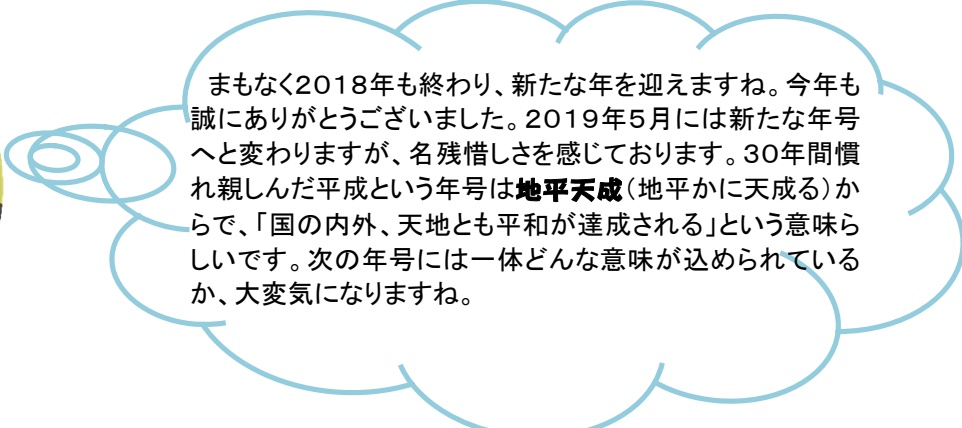 まもなく2018年も終わり、新たな年を迎えますね。今年も
誠にありがとうございました。2019年5月には新たな年号
へと変わりますが、名残惜しさを感じております。30年間慣
れ親しんだ平成という年号は地平天成(地平かに天成る)か
らで、「国の内外、天地とも平和が達成される」という意味ら
しいです。次の年号には一体どんな意味が込められている
か、大変気になりますね。